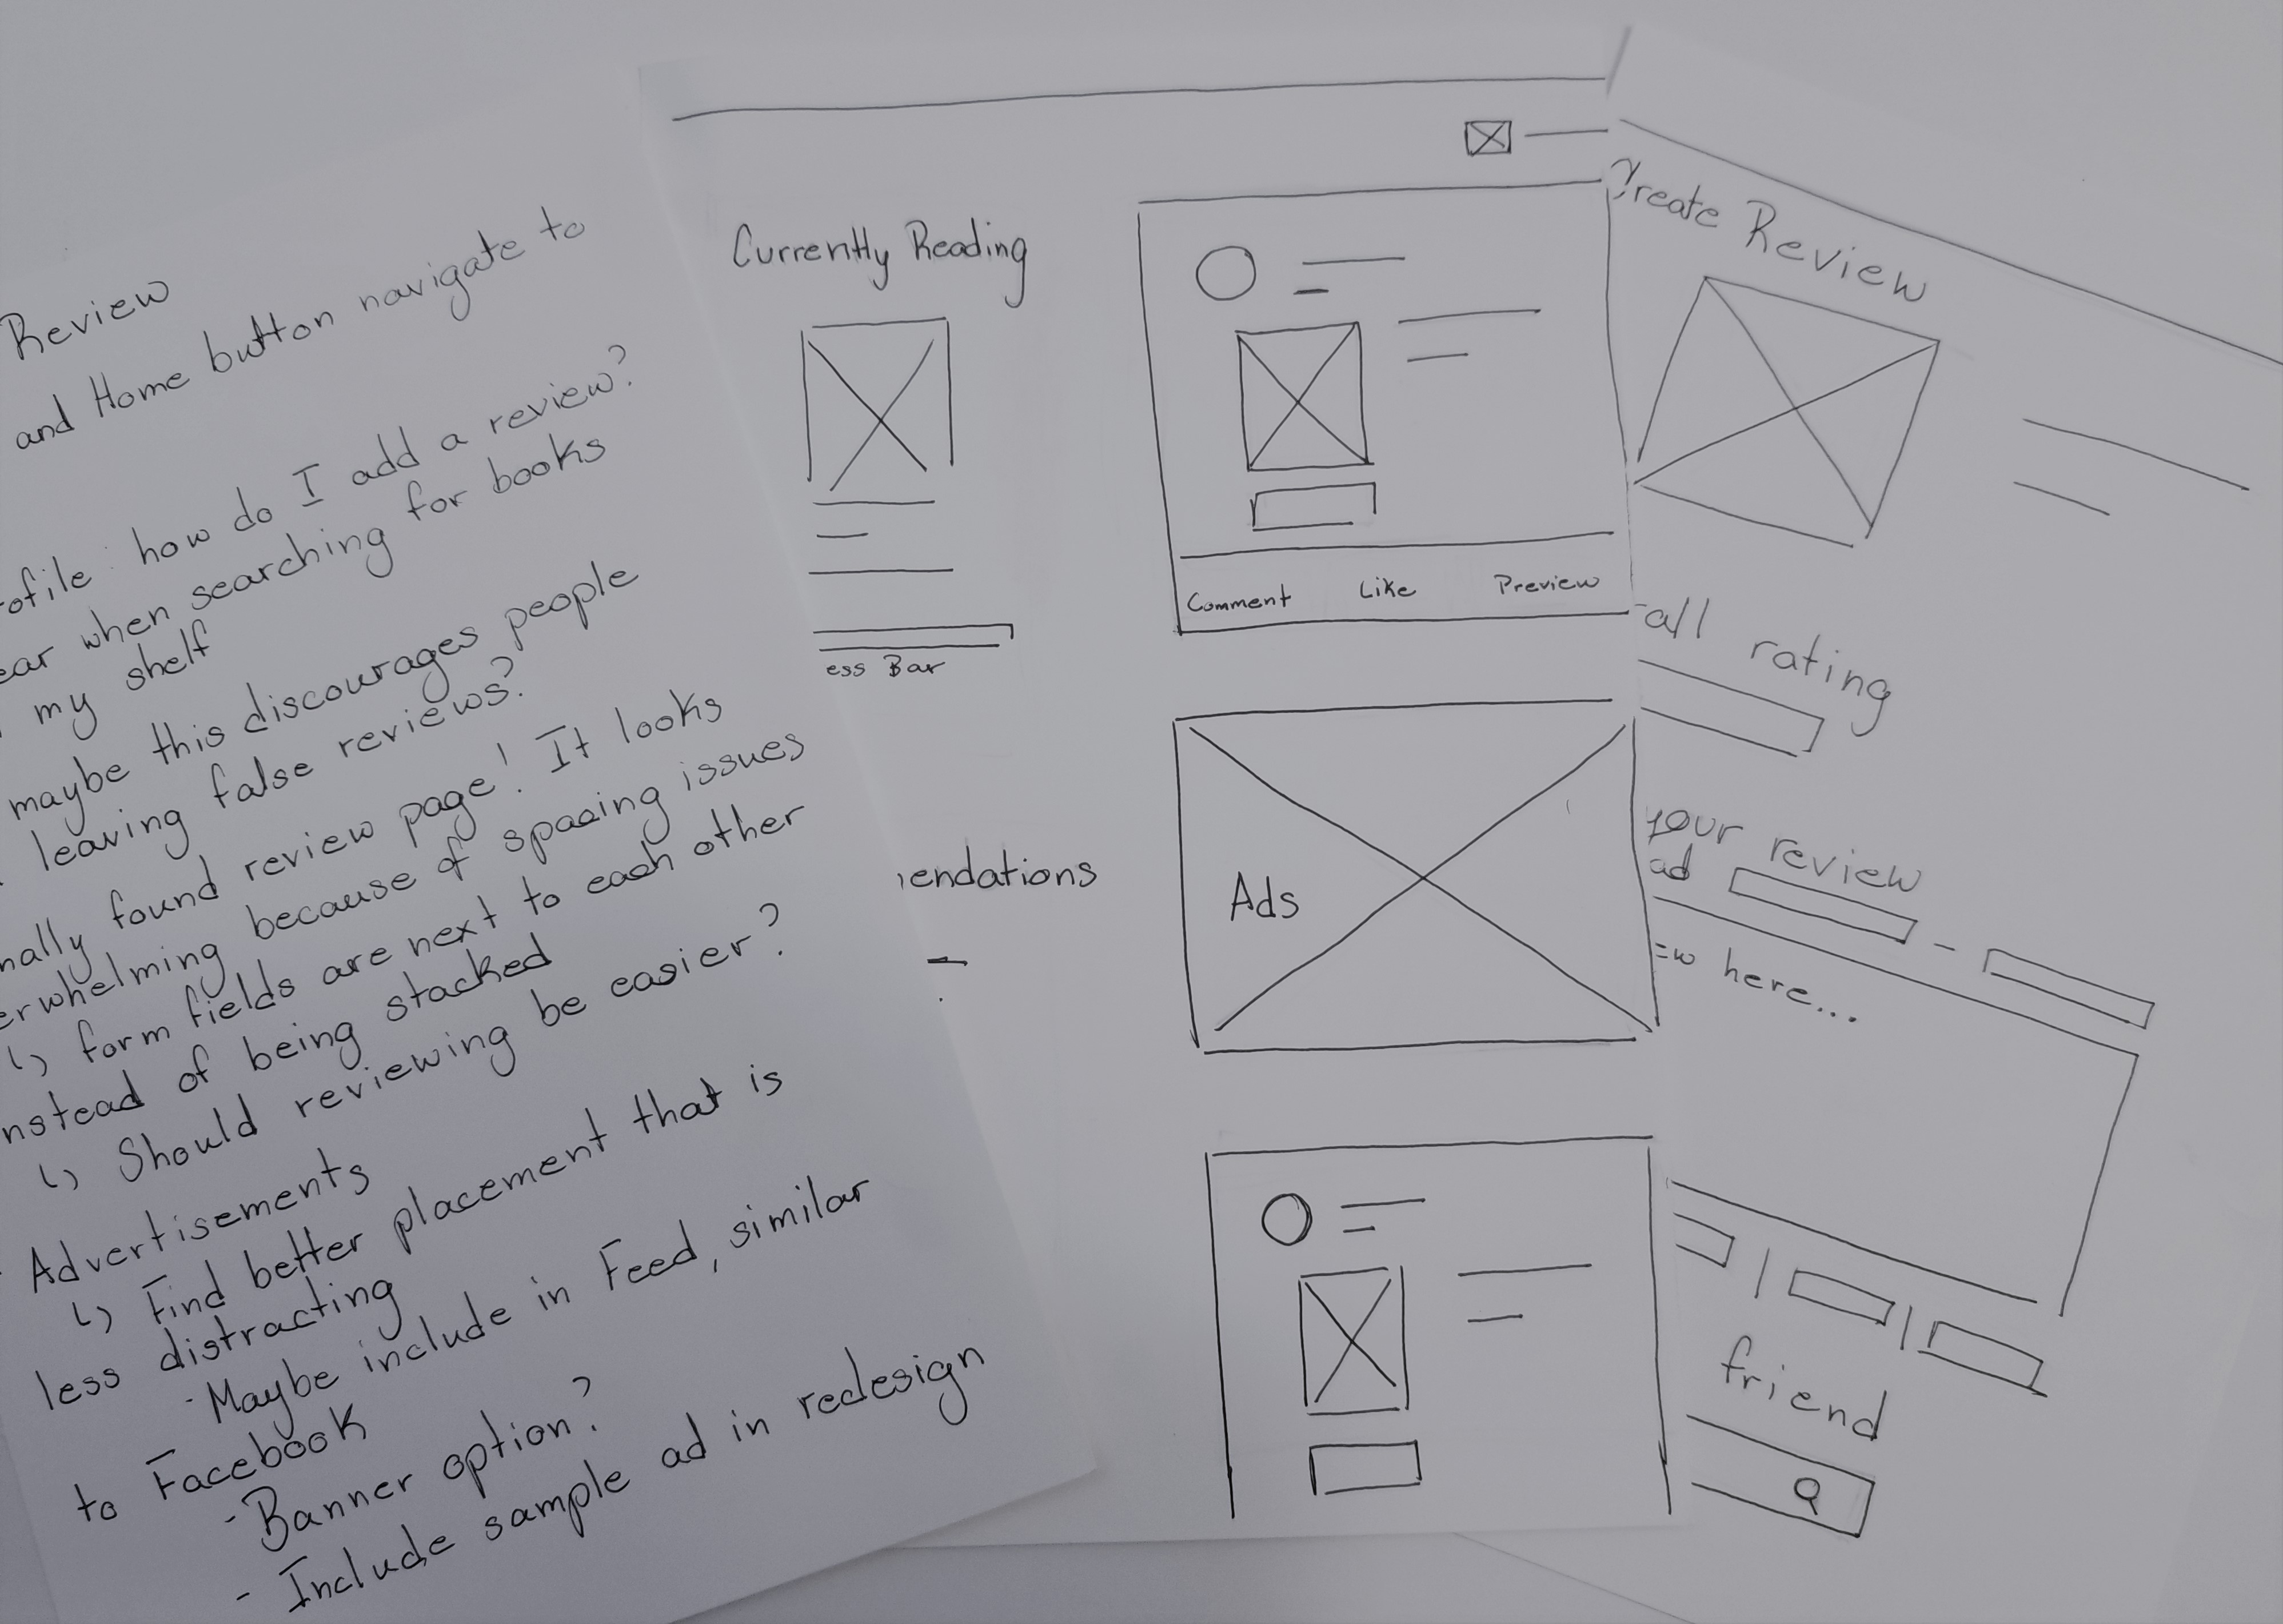 Review
and Home button navigate to
ofile: how do I add a review?
ear when searching for books
my shelf
maybe this discourages people
leaving false reviews?
nally found review page! It looks
erwhelming because of spacing issues
form fields are next to each other
nstead of being stacked
Should reviewing be easier?
Advertisements
Find better placement that is
less distracting
- Maybe include in Feed, similar
to Facebook
- Banner option?
- Include sample ad in redesign
Currently Reading
ess Bar
endations
Comment Like Preview
Ads
Create Review
all rating
your review
ad
ew here...
friend